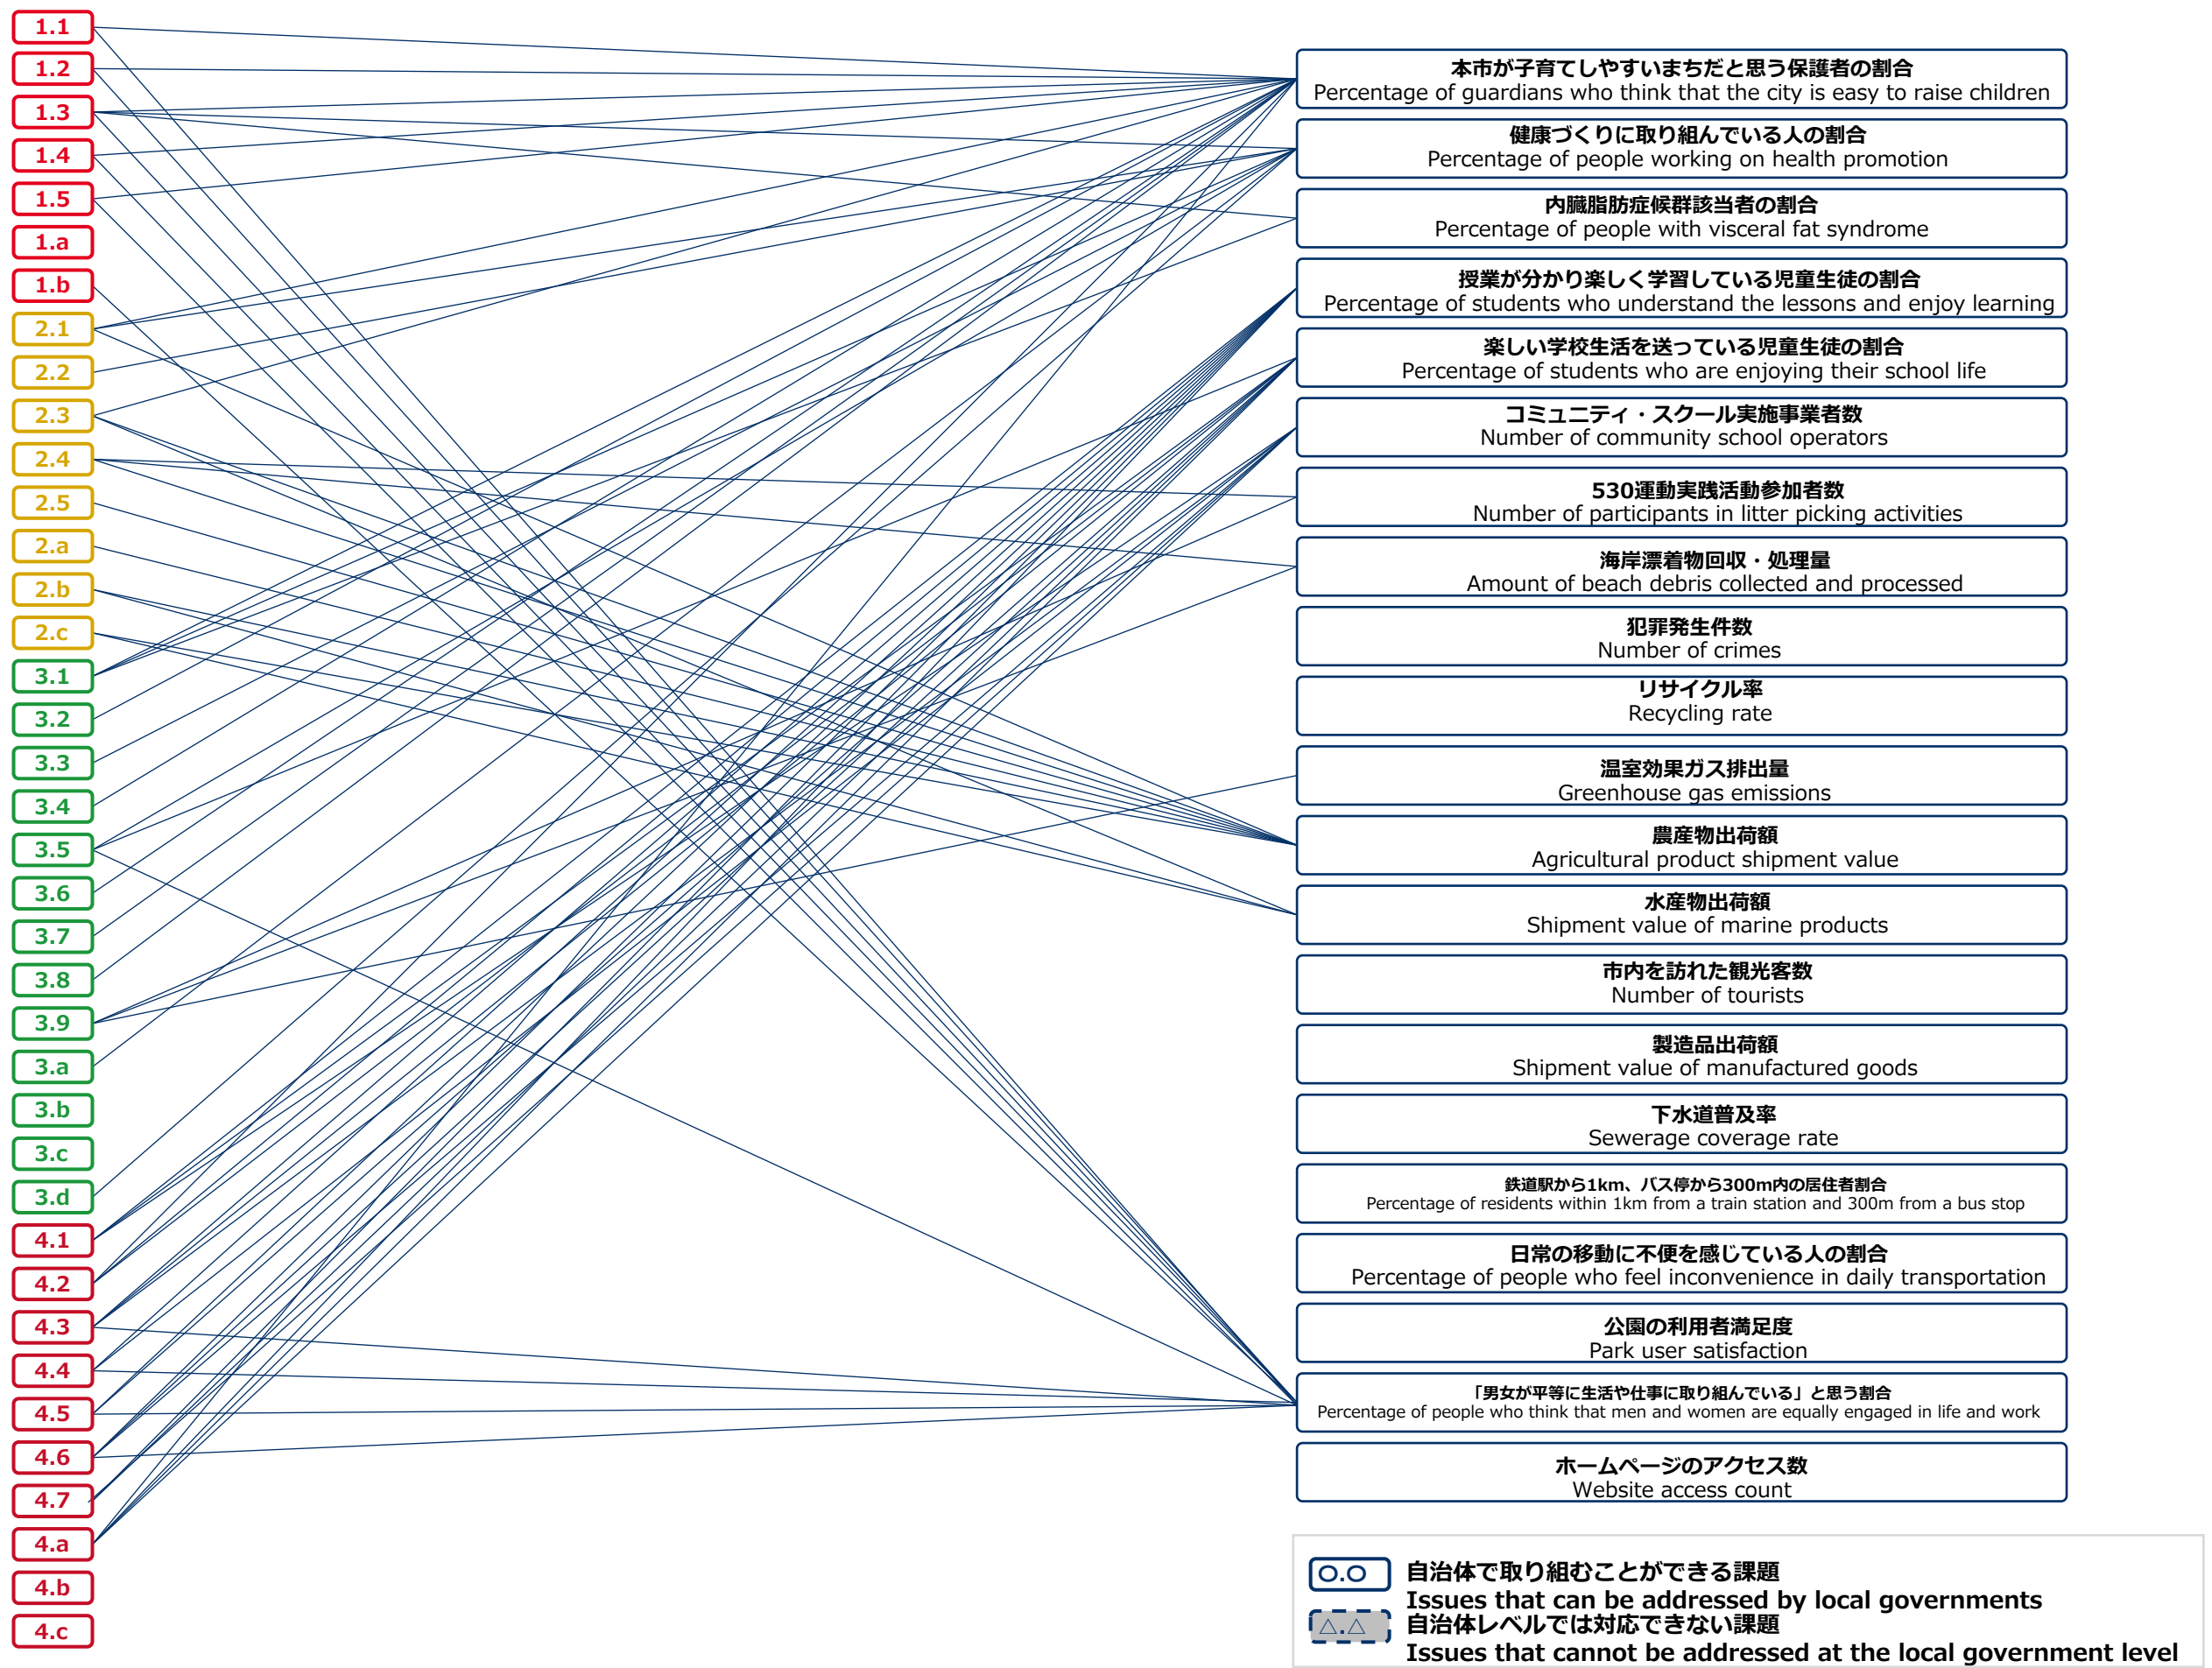 1.1
1.2
1.3
1.4
1.5
1.a
1.b
2.1
2.2
2.3
2.4
2.5
2.a
2.b
2.c
3.1
3.2
3.3
3.4
3.5
3.6
3.7
3.8
3.9
3.a
3.b
3.c
3.d
4.1
4.2
4.3
4.4
4.5
4.6
4.7
4.a
4.b
4.c
本市が子育てしやすいまちだと思う保護者の割合
Percentage of guardians who think that the city is easy to raise children
健康づくりに取り組んでいる人の割合
Percentage of people working on health promotion
内臓脂肪症候群該当者の割合
Percentage of people with visceral fat syndrome
授業が分かり楽しく学習している児童生徒の割合
Percentage of students who understand the lessons and enjoy learning
楽しい学校生活を送っている児童生徒の割合
Percentage of students who are enjoying their school life
コミュニティ・スクール実施事業者数
Number of community school operators
530運動実践活動参加者数
Number of participants in litter picking activities
海岸漂着物回収・処理量
Amount of beach debris collected and processed
犯罪発生件数
Number of crimes
リサイクル率
Recycling rate
温室効果ガス排出量
Greenhouse gas emissions
農産物出荷額
Agricultural product shipment value
水産物出荷額
Shipment value of marine products
市内を訪れた観光客数
Number of tourists
製造品出荷額
Shipment value of manufactured goods
下水道普及率
Sewerage coverage rate
鉄道駅から1km、バス停から300m内の居住者割合
Percentage of residents within 1km from a train station and 300m from a bus stop
日常の移動に不便を感じている人の割合
Percentage of people who feel inconvenience in daily transportation
公園の利用者満足度
Park user satisfaction
「男女が平等に生活や仕事に取り組んでいる」と思う割合
Percentage of people who think that men and women are equally engaged in life and work
ホームページのアクセス数
Website access count
○.○ 自治体で取り組むことができる課題
Issues that can be addressed by local governments
△.△ 自治体レベルでは対応できない課題
Issues that cannot be addressed at the local government level